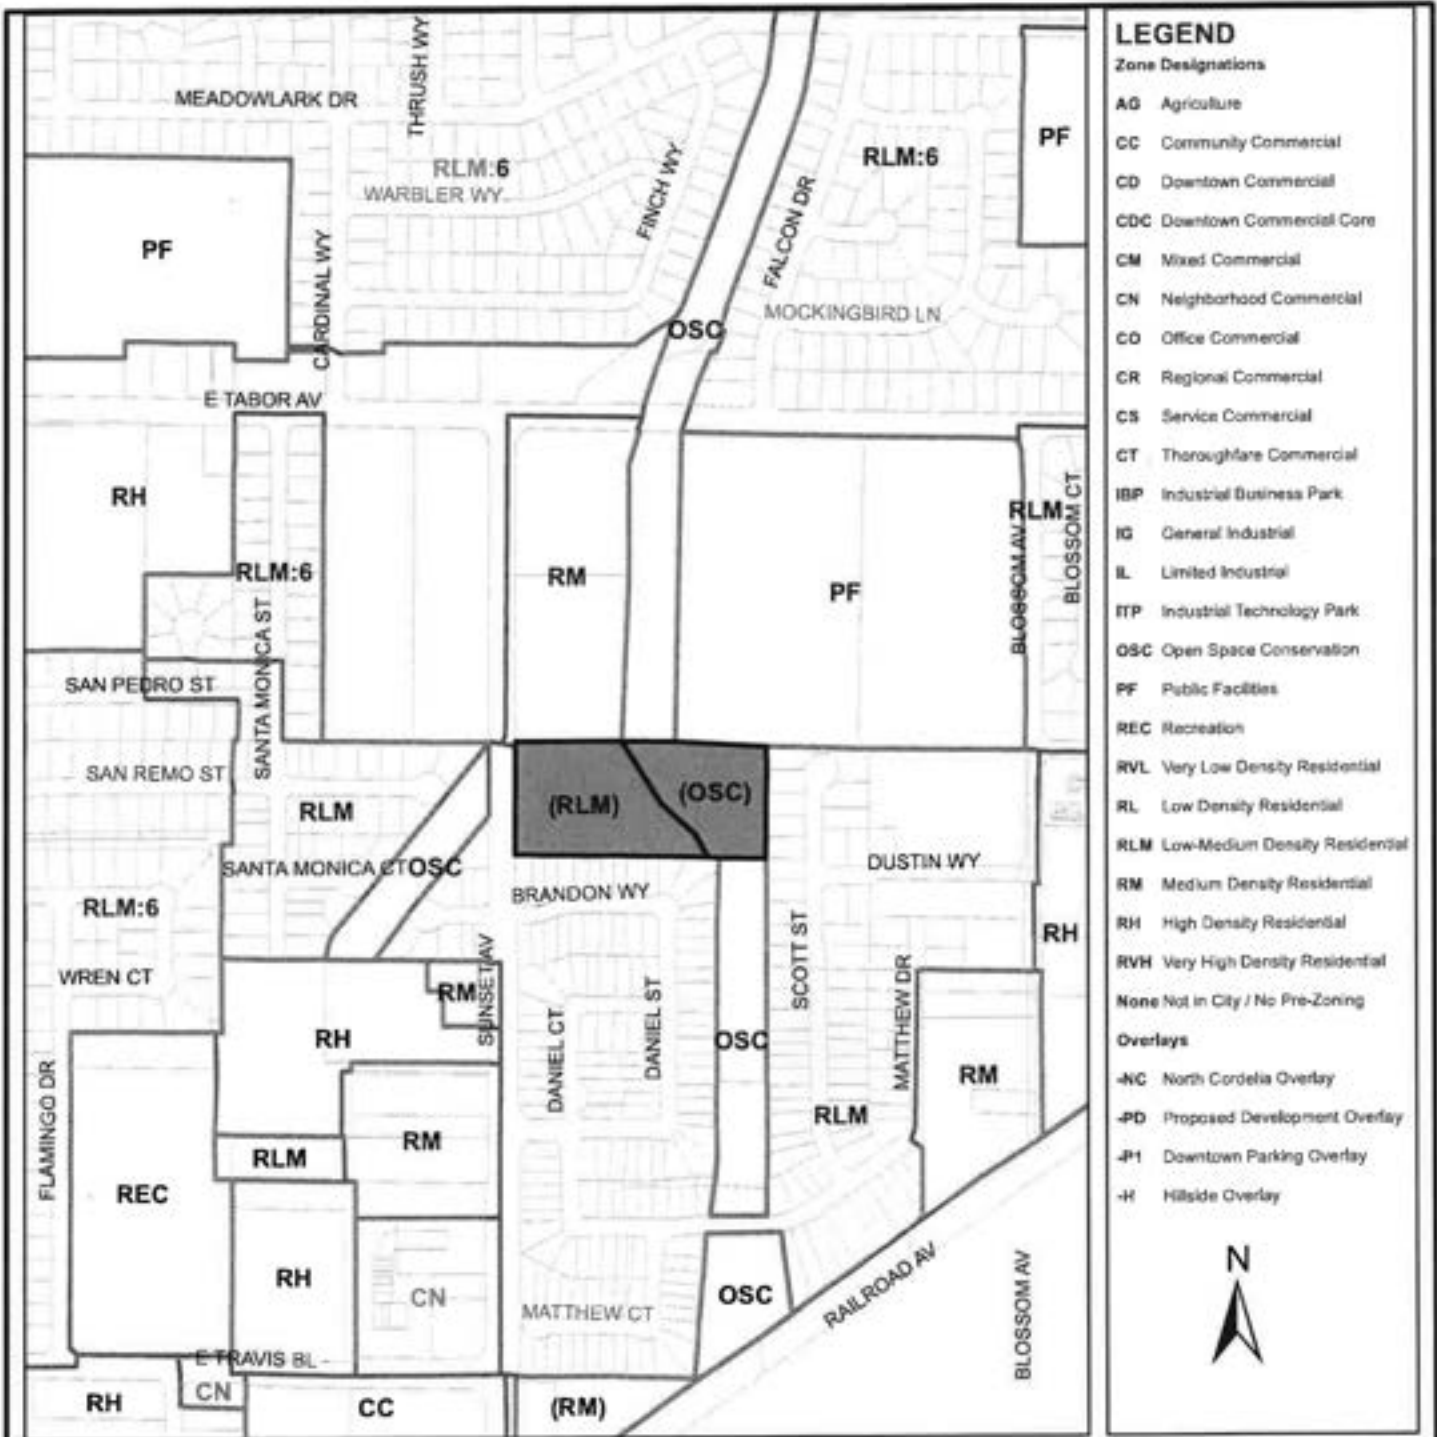 MEADOWLARK DR
THRUSH WY
RLM:6
WARBLER WY
FINCH WY
FALCON DR
RLM:6
PF
PF
CARDINAL WY
OSC
MOCKINGBIRD LN
E TABOR AV
RH
RLM:6
SANTA MONICA ST
RM
PF
RLM
BLOSSOM AV
BLOSSOM CT
SAN PEDRO ST
SAN REMO ST
RLM
(RLM)
(OSC)
SANTA MONICA CT
OSC
BRANDON WY
DUSTIN WY
RLM:6
WREN CT
RM
SUNSET AV
RH
DANIEL CT
DANIEL ST
OSC
SCOTT ST
MATTHEW DR
RH
RM
RLM
FLAMINGO DR
REC
RLM
RM
RH
CN
MATTHEW CT
OSC
RAILROAD AV
BLOSSOM AV
E TRAVIS BL
RH
CN
CC
(RM)
LEGEND
Zone Designations
AG Agriculture
CC Community Commercial
CD Downtown Commercial
CDC Downtown Commercial Core
CM Mixed Commercial
CN Neighborhood Commercial
CO Office Commercial
CR Regional Commercial
CS Service Commercial
CT Thoroughfare Commercial
IBP Industrial Business Park
IG General Industrial
IL Limited Industrial
ITP Industrial Technology Park
OSC Open Space Conservation
PF Public Facilities
REC Recreation
RVL Very Low Density Residential
RL Low Density Residential
RLM Low-Medium Density Residential
RM Medium Density Residential
RH High Density Residential
RVH Very High Density Residential
None Not in City / No Pre-Zoning
Overlays
-NC North Cordelia Overlay
-PD Proposed Development Overlay
-P1 Downtown Parking Overlay
-H Hillside Overlay
N